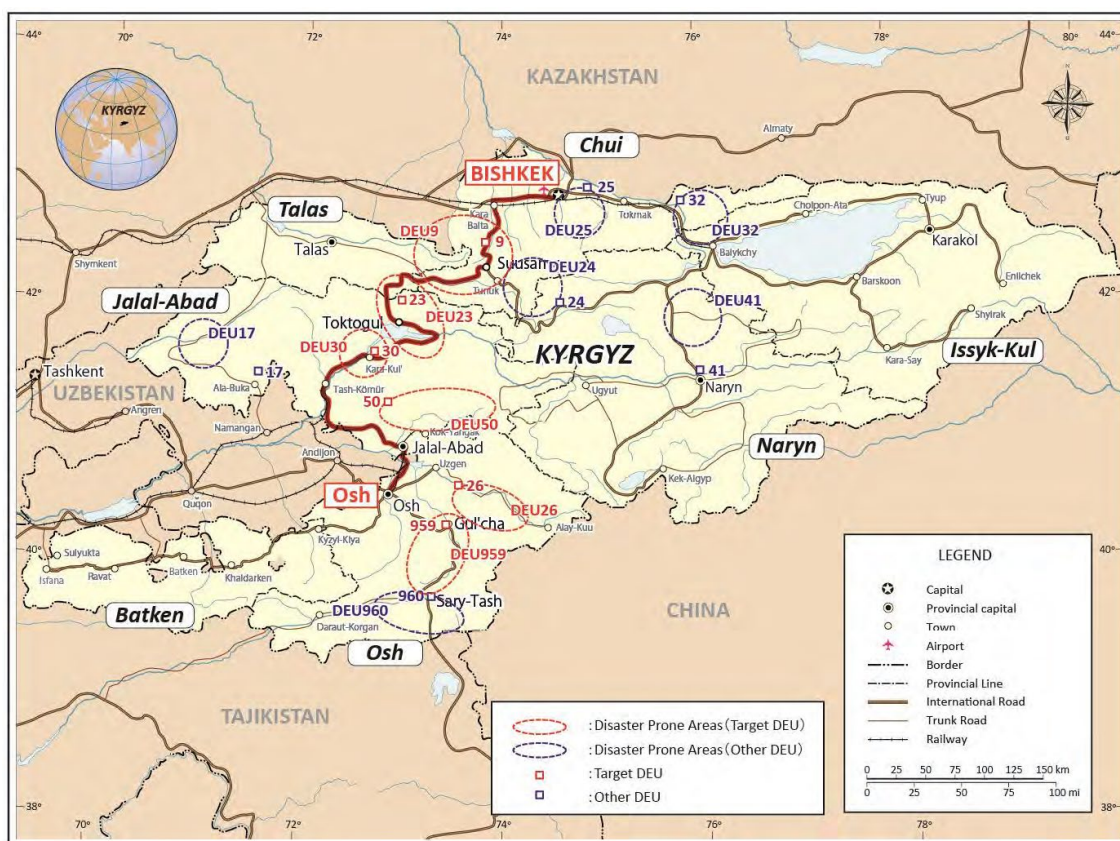 70°
72°
74°
76°
78°
80°
44°
44°
KAZAKHSTAN
KYRGYZ
N
Almaty
Chui
BISHKEK
25
32
Kara
Balta
Tokmak
DEU25
DEU32
Cholpon-Ata
Tyup
Balykchy
Karakol
Talas
Talas
DEU9
9
Suusan
DEU24
Tunuk
24
Shymkent
Barskoon
Enilchek
42°
42°
Jalal-Abad
23
DEU23
Toktogul
DEU41
Shyirak
DEU17
DEU30
30
Kara-Kul'
KYRGYZ
Kara-Say
Issyk-Kul
Tashkent
17
41
Naryn
UZBEKISTAN
Ala-Buka
Tash-Kömür
Ugyut
50
DEU50
Angren
Namangan
Kok-Yangak
Andijon
Jalal-Abad
Naryn
Uzgen
Kek-Aigyp
Quqon
Osh
26
Osh
DEU26
959
Gul'cha
Alay-Kuu
40°
40°
Kyzyl-Kiya
DEU959
Sulyukta
Isfana
Ravat
Batken
Khaldarken
960
Sary-Tash
DEU960
Batken
Daraut-Korgan
Osh
CHINA
TAJIKISTAN
LEGEND
Capital
Provincial capital
Town
Airport
Border
Provincial Line
International Road
Trunk Road
Railway
0 25 50 75 100 125 150 km
0 25 50 75 100 mi
: Disaster Prone Areas（Target DEU）
: Disaster Prone Areas（Other DEU）
: Target DEU
: Other DEU
38°
38°
70°
72°
74°
76°
78°